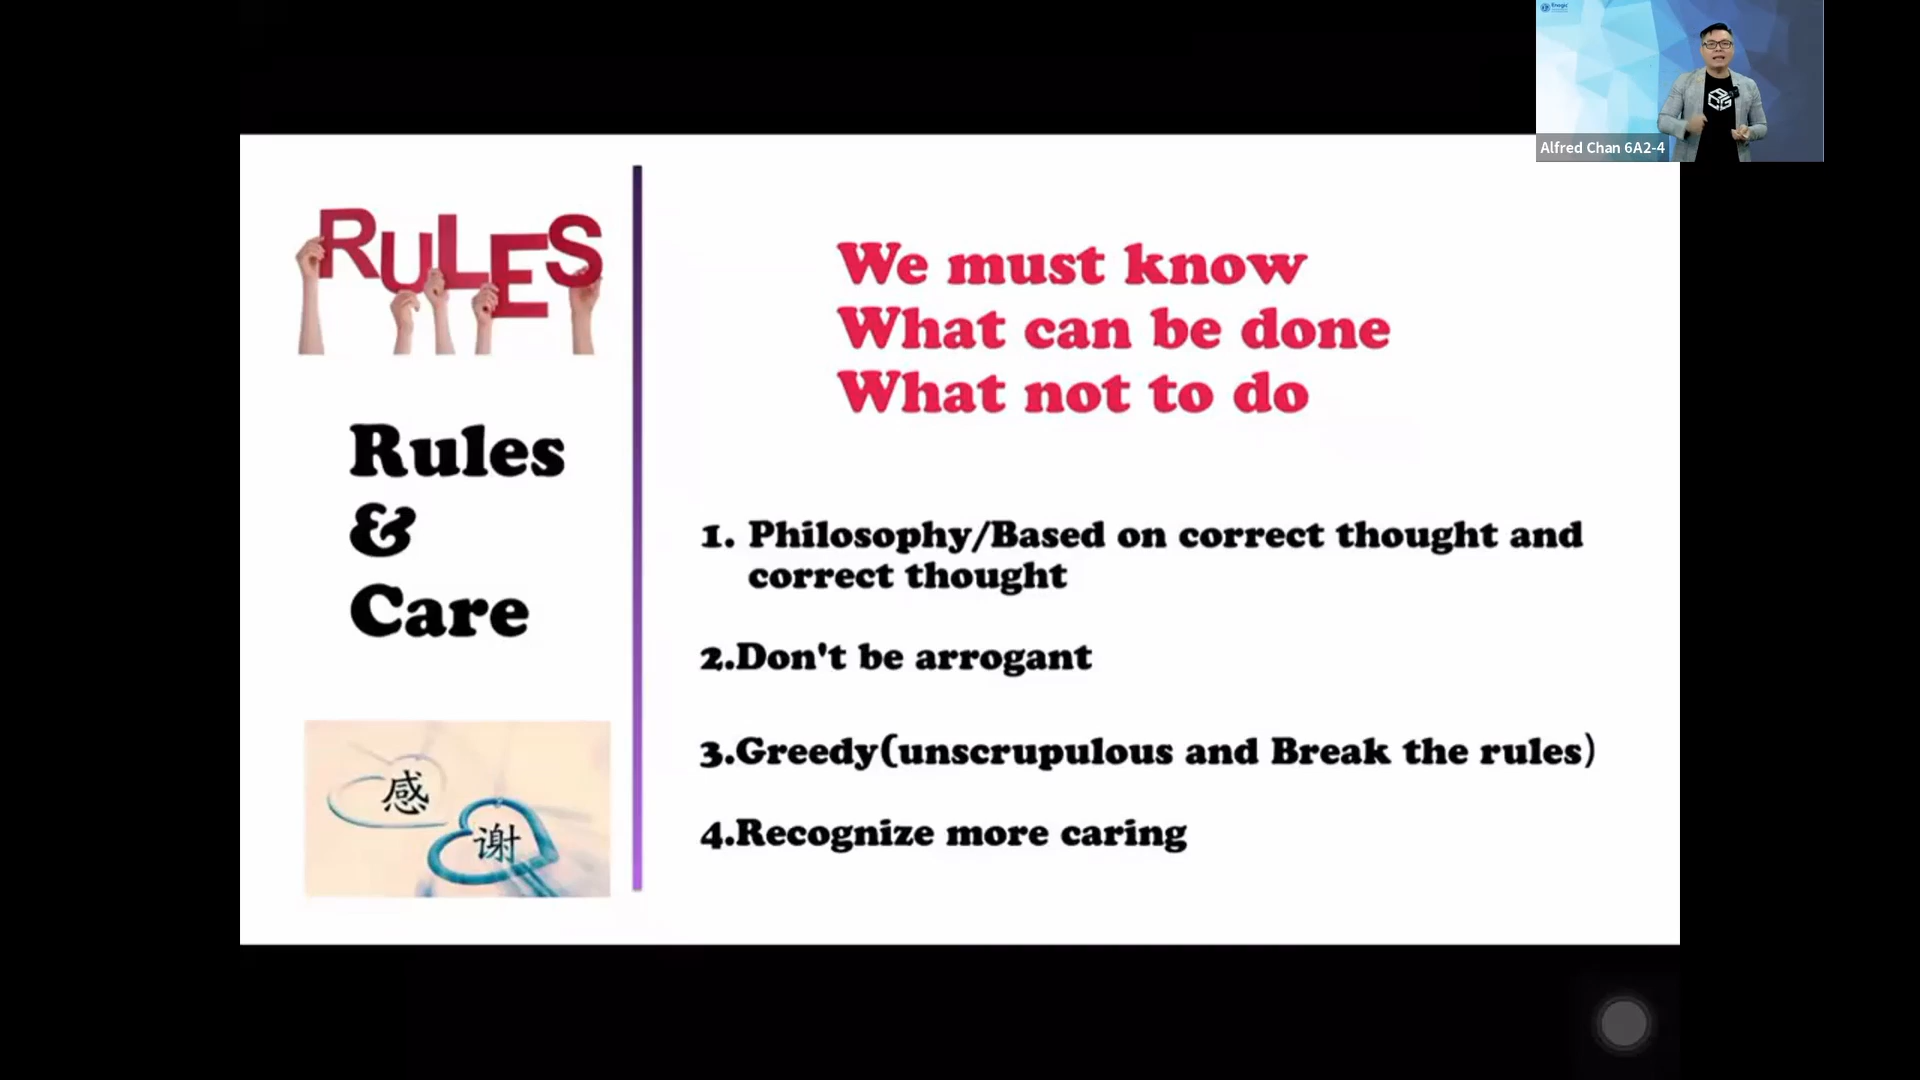 Enagic
Alfred Chan 6A2-4
RULES
Rules
&
Care
感
谢
We must know
What can be done
What not to do
1. Philosophy/Based on correct thought and
correct thought
2.Don't be arrogant
3.Greedy(unscrupulous and Break the rules)
4.Recognize more caring